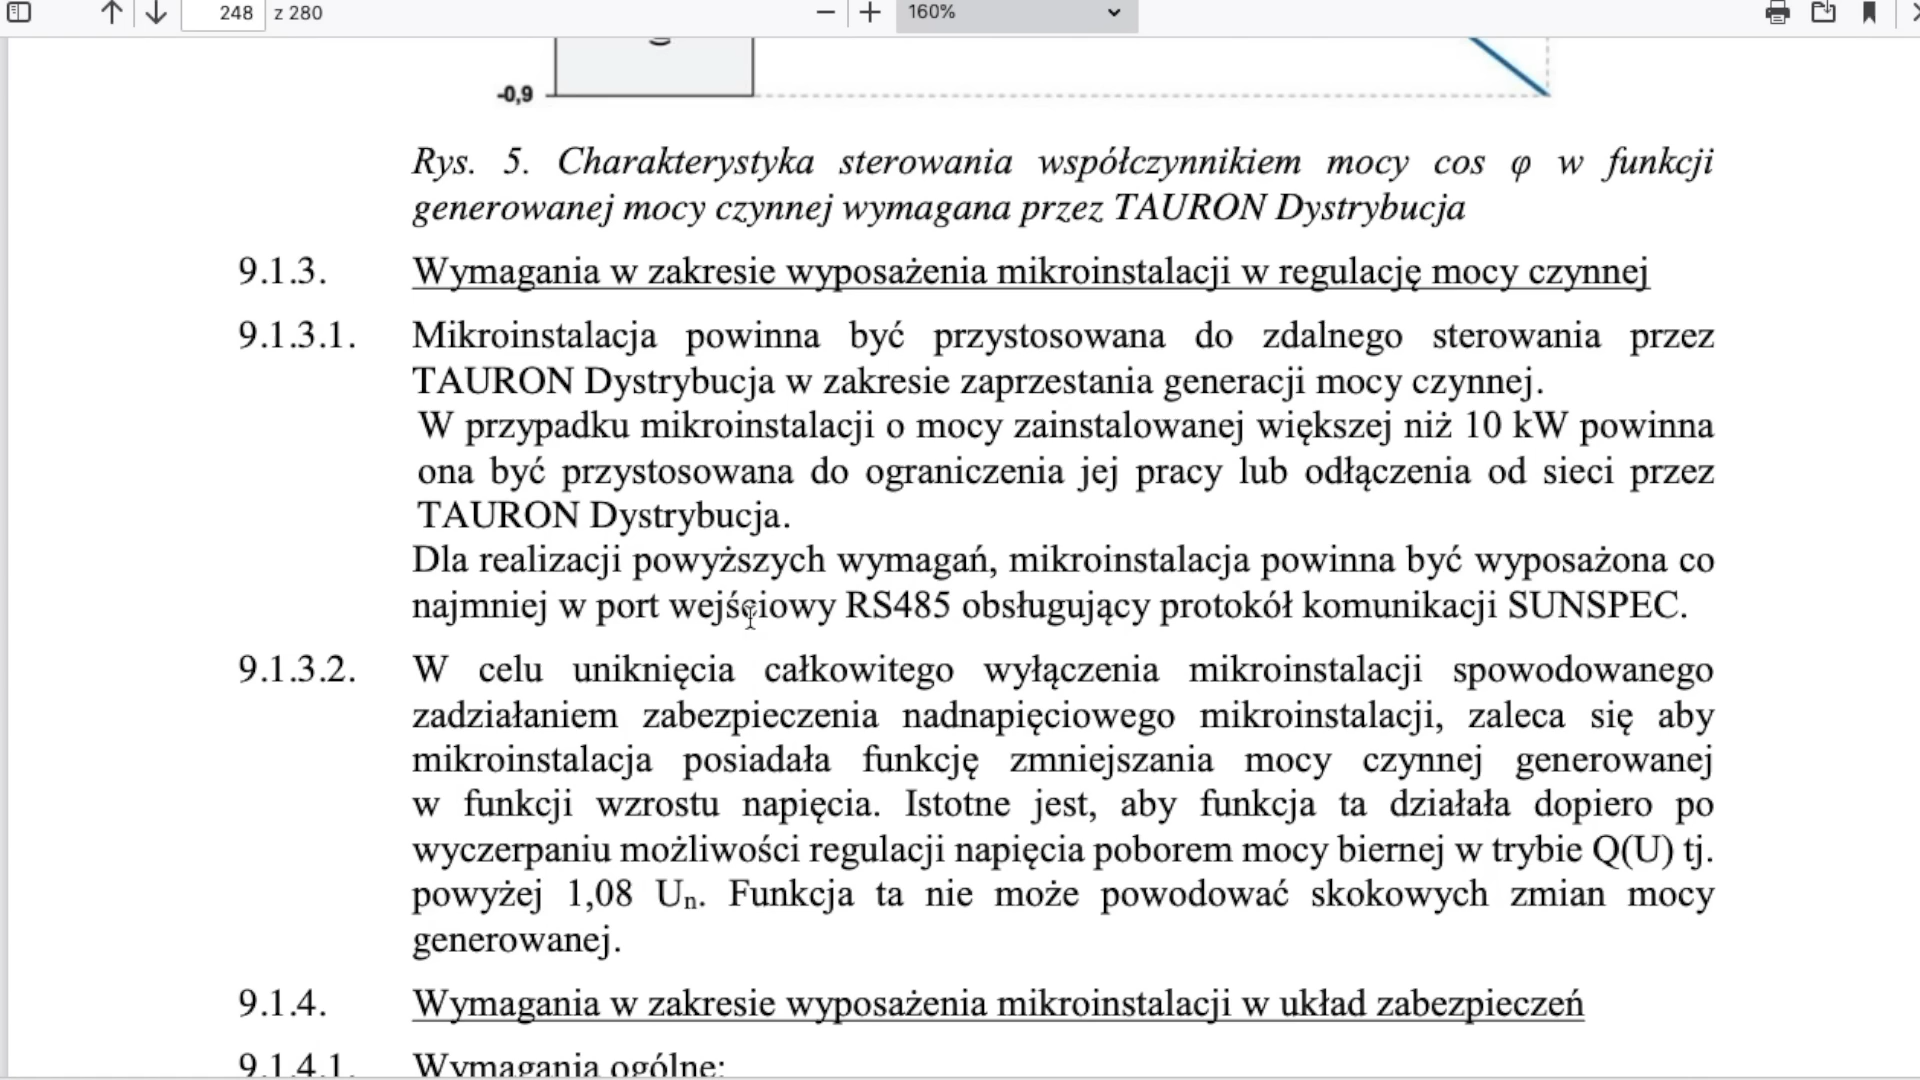 248 z 280 160%
-0,9
Rys. 5. Charakterystyka sterowania współczynnikiem mocy cos φ w funkcji
generowanej mocy czynnej wymagana przez TAURON Dystrybucja
9.1.3. Wymagania w zakresie wyposażenia mikroinstalacji w regulację mocy czynnej
9.1.3.1. Mikroinstalacja powinna być przystosowana do zdalnego sterowania przez
TAURON Dystrybucja w zakresie zaprzestania generacji mocy czynnej.
W przypadku mikroinstalacji o mocy zainstalowanej większej niż 10 kW powinna
ona być przystosowana do ograniczenia jej pracy lub odłączenia od sieci przez
TAURON Dystrybucja.
Dla realizacji powyższych wymagań, mikroinstalacja powinna być wyposażona co
najmniej w port wejściowy RS485 obsługujący protokół komunikacji SUNSPEC.
9.1.3.2. W celu uniknięcia całkowitego wyłączenia mikroinstalacji spowodowanego
zadziałaniem zabezpieczenia nadnapięciowego mikroinstalacji, zaleca się aby
mikroinstalacja posiadała funkcję zmniejszania mocy czynnej generowanej
w funkcji wzrostu napięcia. Istotne jest, aby funkcja ta działała dopiero po
wyczerpaniu możliwości regulacji napięcia poborem mocy biernej w trybie Q(U) tj.
powyżej 1,08 Un. Funkcja ta nie może powodować skokowych zmian mocy
generowanej.
9.1.4. Wymagania w zakresie wyposażenia mikroinstalacji w układ zabezpieczeń
9.1.4.1. Wymagania ogólne: